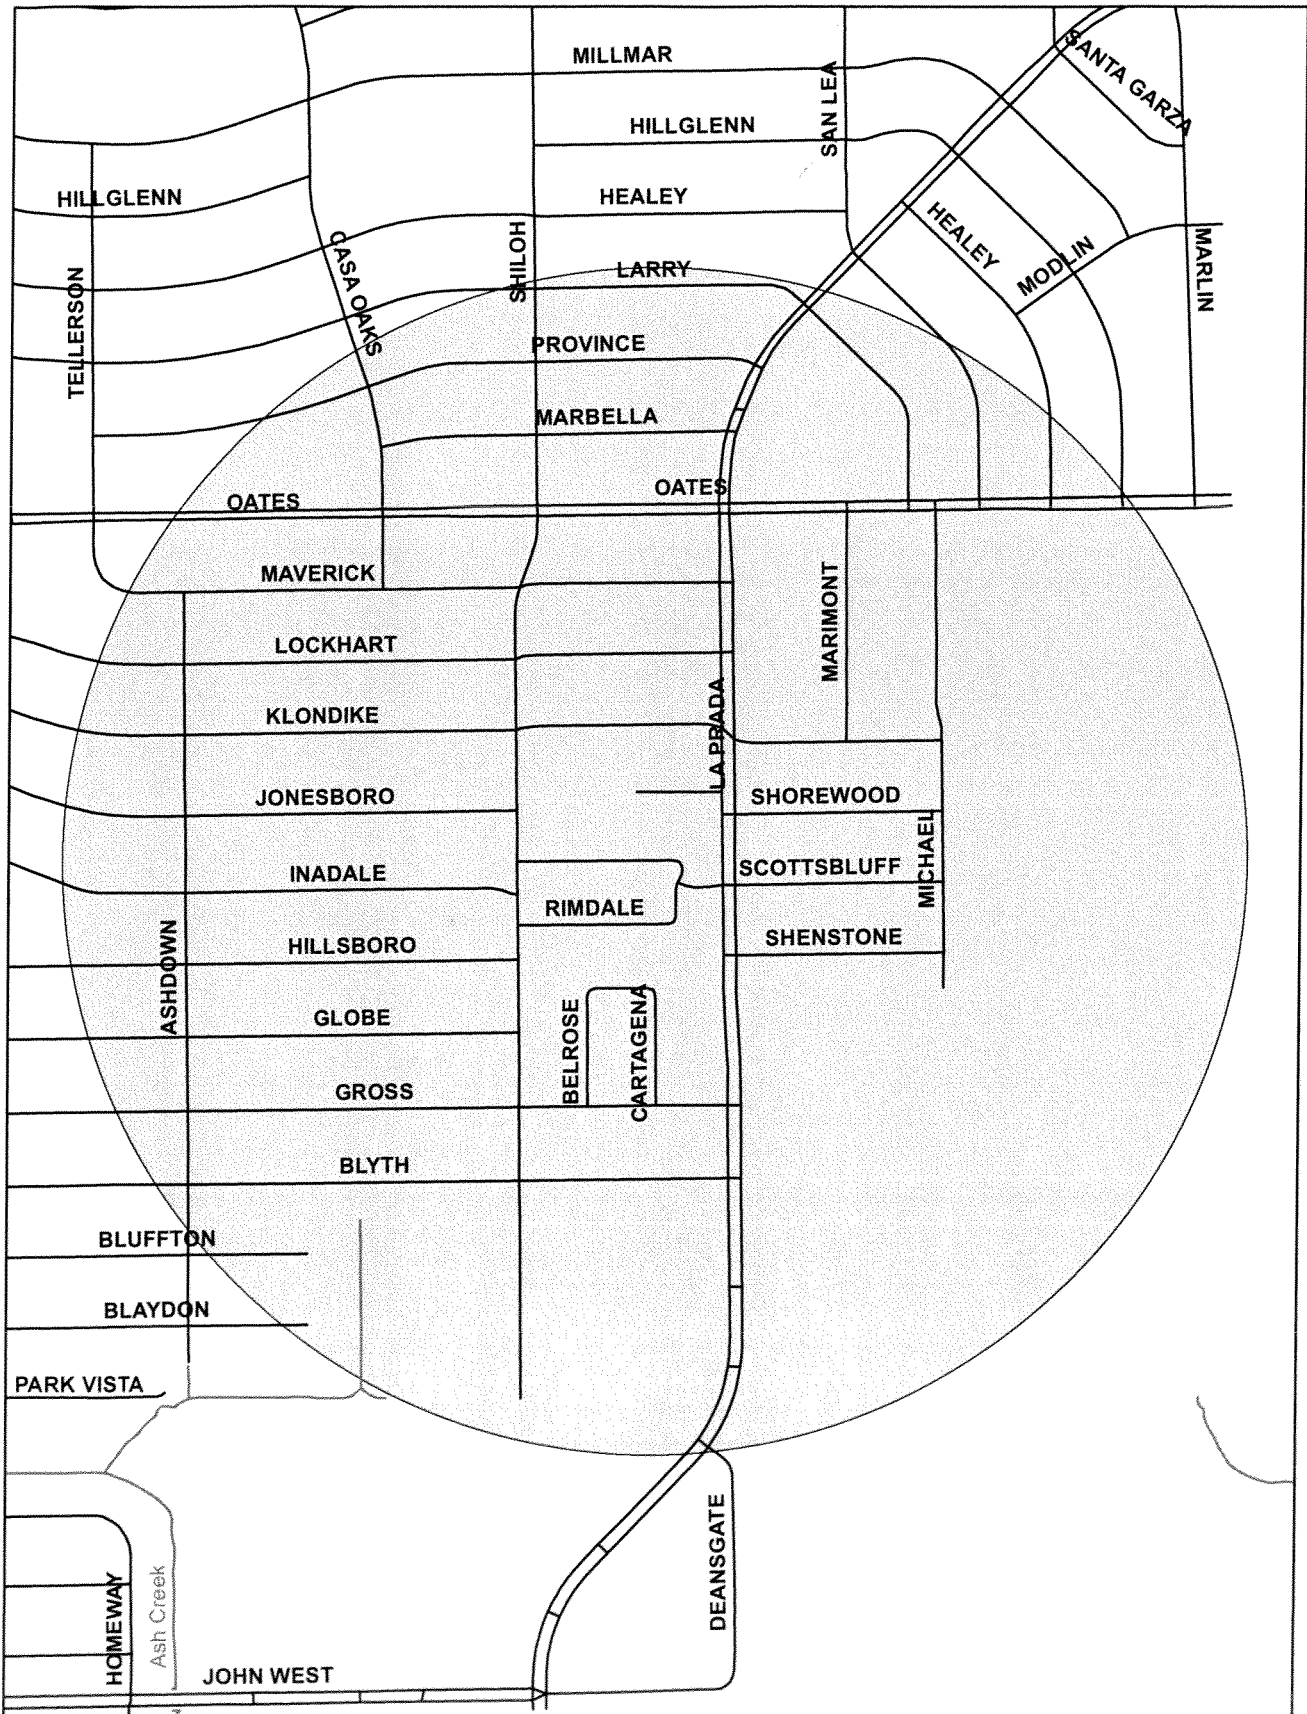 MILLMAR
SANTA GARZA
SAN LEA
HILLGLENN
HILLGLENN
HEALEY
HEALEY
MODLIN
MARLIN
CASA OAKS
SHILOH
LARRY
TELLERSON
PROVINCE
MARBELLA
OATES
OATES
MAVERICK
LOCKHART
MARIMONT
KLONDIKE
LA PRADA
JONESBORO
SHOREWOOD
INADALE
SCOTTSBLUFF
MICHAEL
RIMDALE
HILLSBORO
SHENSTONE
ASHDOWN
GLOBE
BELROSE
CARTAGENA
GROSS
BLYTH
BLUFFTON
BLAYDON
PARK VISTA
DEANSGATE
HOMEWAY
Ash Creek
JOHN WEST